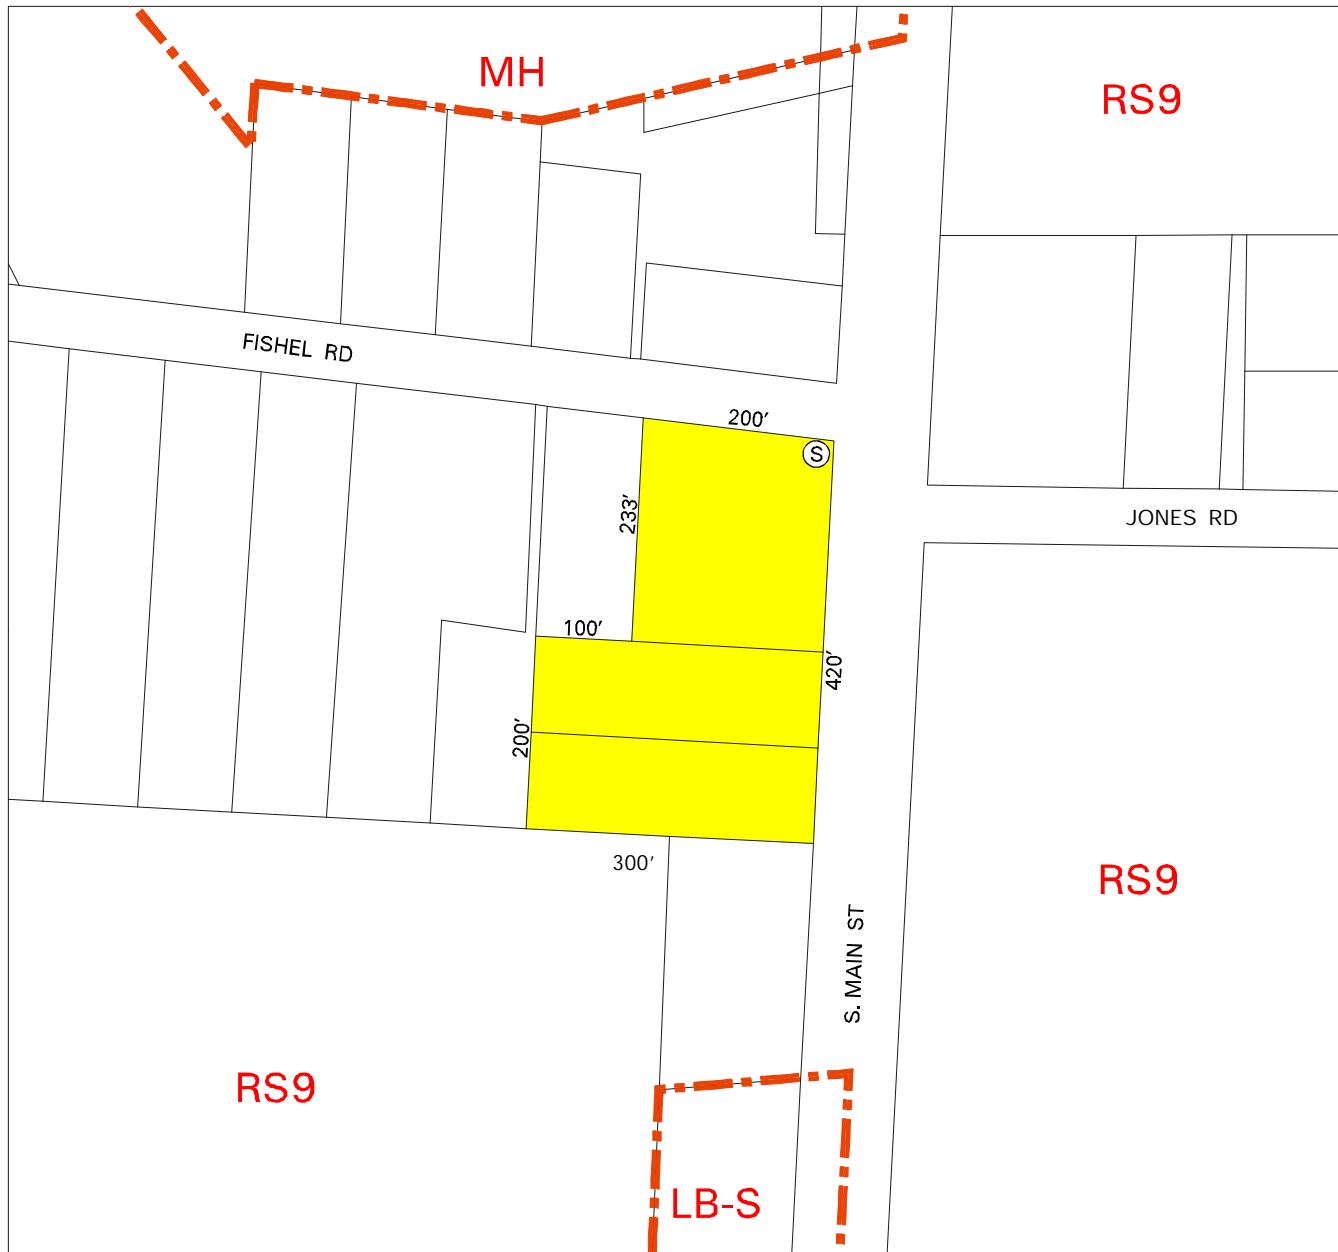 MH
RS9
FISHEL RD
200'
S
233'
JONES RD
100'
420'
200'
300'
RS9
S. MAIN ST
RS9
LB-S